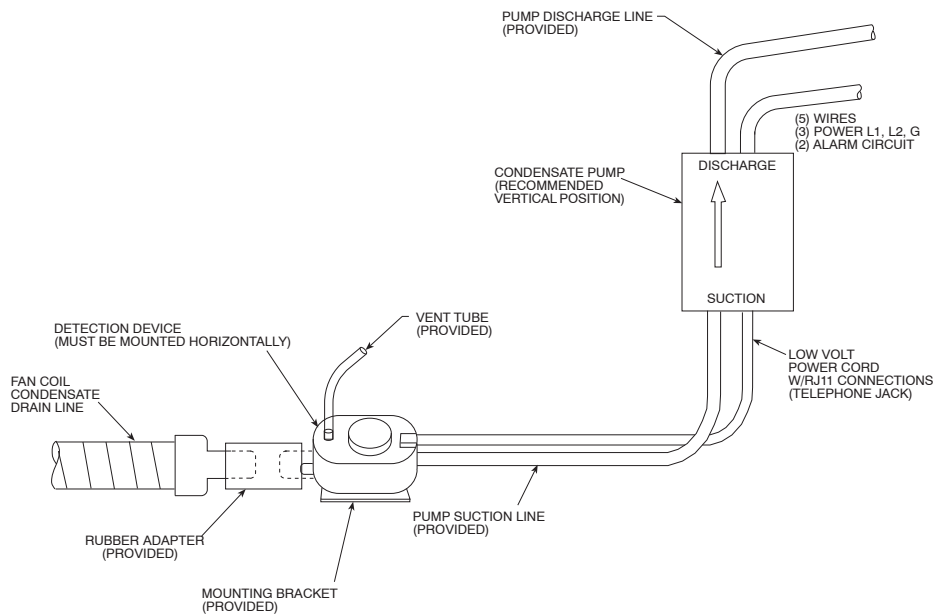 PUMP DISCHARGE LINE
(PROVIDED)
(5) WIRES
(3) POWER L1, L2, G
(2) ALARM CIRCUIT
DISCHARGE
CONDENSATE PUMP
(RECOMMENDED
VERTICAL POSITION)
SUCTION
VENT TUBE
(PROVIDED)
DETECTION DEVICE
(MUST BE MOUNTED HORIZONTALLY)
LOW VOLT
POWER CORD
W/RJ11 CONNECTIONS
(TELEPHONE JACK)
FAN COIL
CONDENSATE
DRAIN LINE
PUMP SUCTION LINE
(PROVIDED)
RUBBER ADAPTER
(PROVIDED)
MOUNTING BRACKET
(PROVIDED)